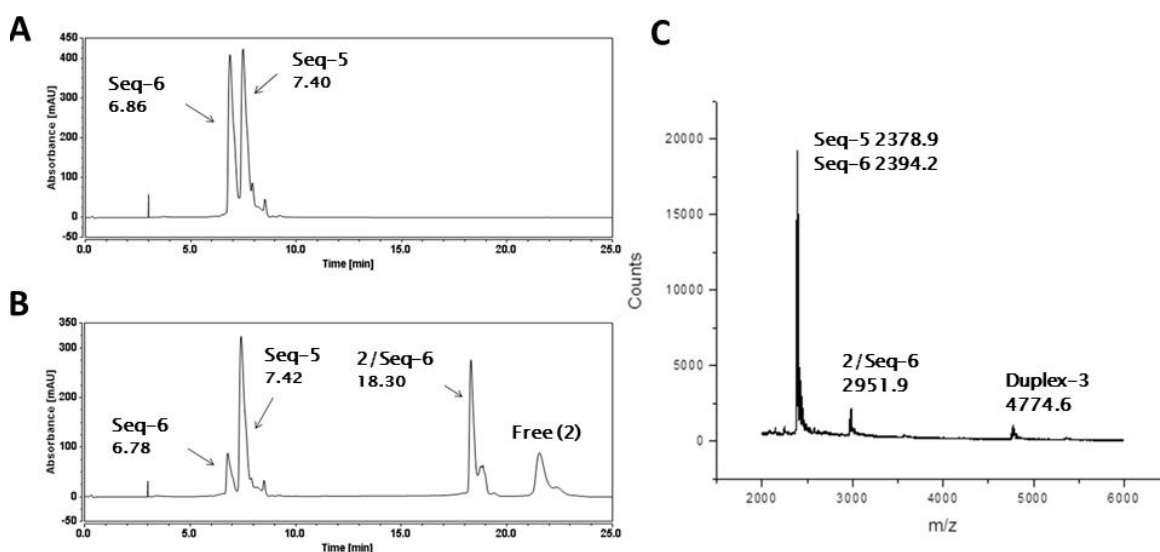 A
Absorbance [mAU]
450
400
300
200
100
0
-50
Seq-6
6.86
Seq-5
7.40
0.0
5.0
10.0
15.0
20.0
25.0
Time [min]
B
Absorbance [mAU]
350
300
200
100
0
-50
Seq-6
6.78
Seq-5
7.42
2/Seq-6
18.30
Free (2)
0.0
5.0
10.0
15.0
20.0
25.0
Time [min]
C
Counts
20000
15000
10000
5000
0
Seq-5 2378.9
Seq-6 2394.2
2/Seq-6
2951.9
Duplex-3
4774.6
2000
3000
4000
5000
6000
m/z